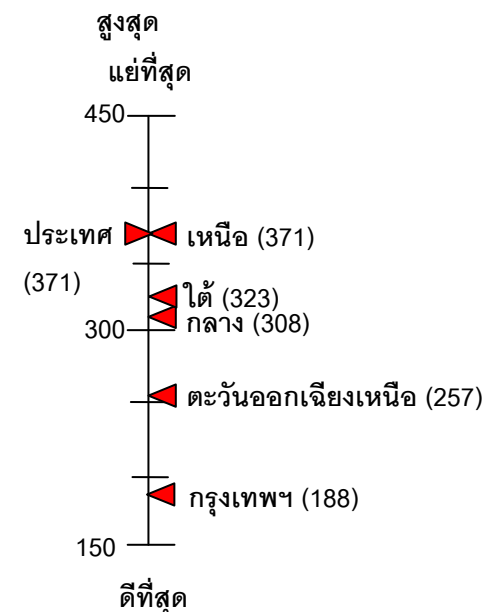 สูงสุด
แย่ที่สุด
450
ประเทศ
(371)
เหนือ (371)
ใต้ (323)
กลาง (308)
300
ตะวันออกเฉียงเหนือ (257)
กรุงเทพฯ (188)
150
ดีที่สุด